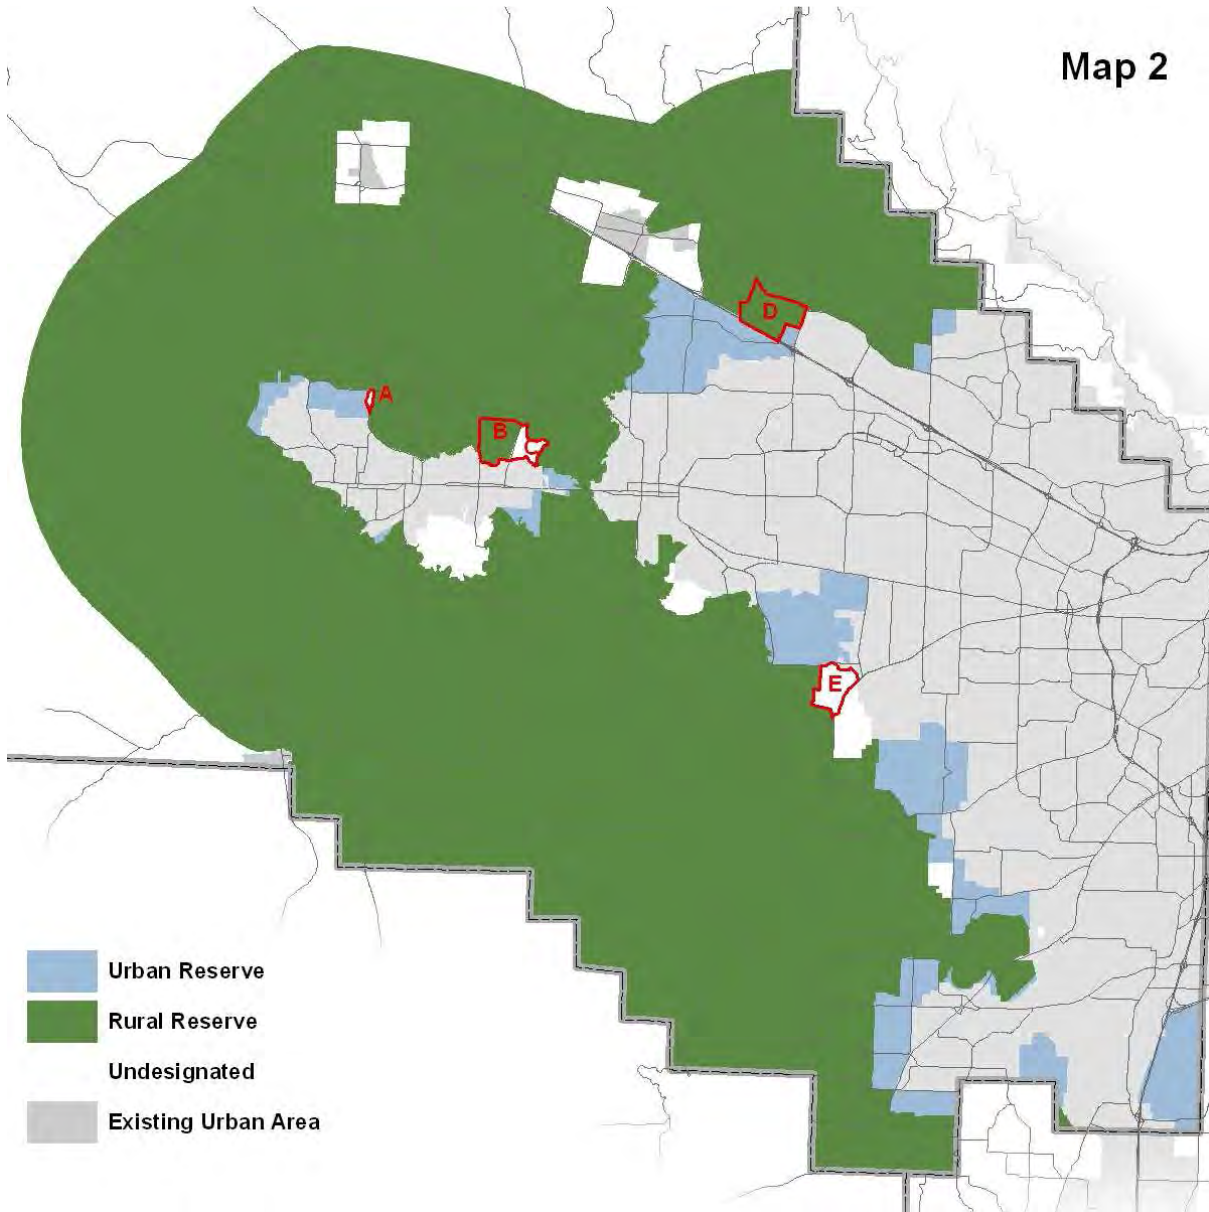 Map 2
D
A
B
C
E
Urban Reserve
Rural Reserve
Undesignated
Existing Urban Area